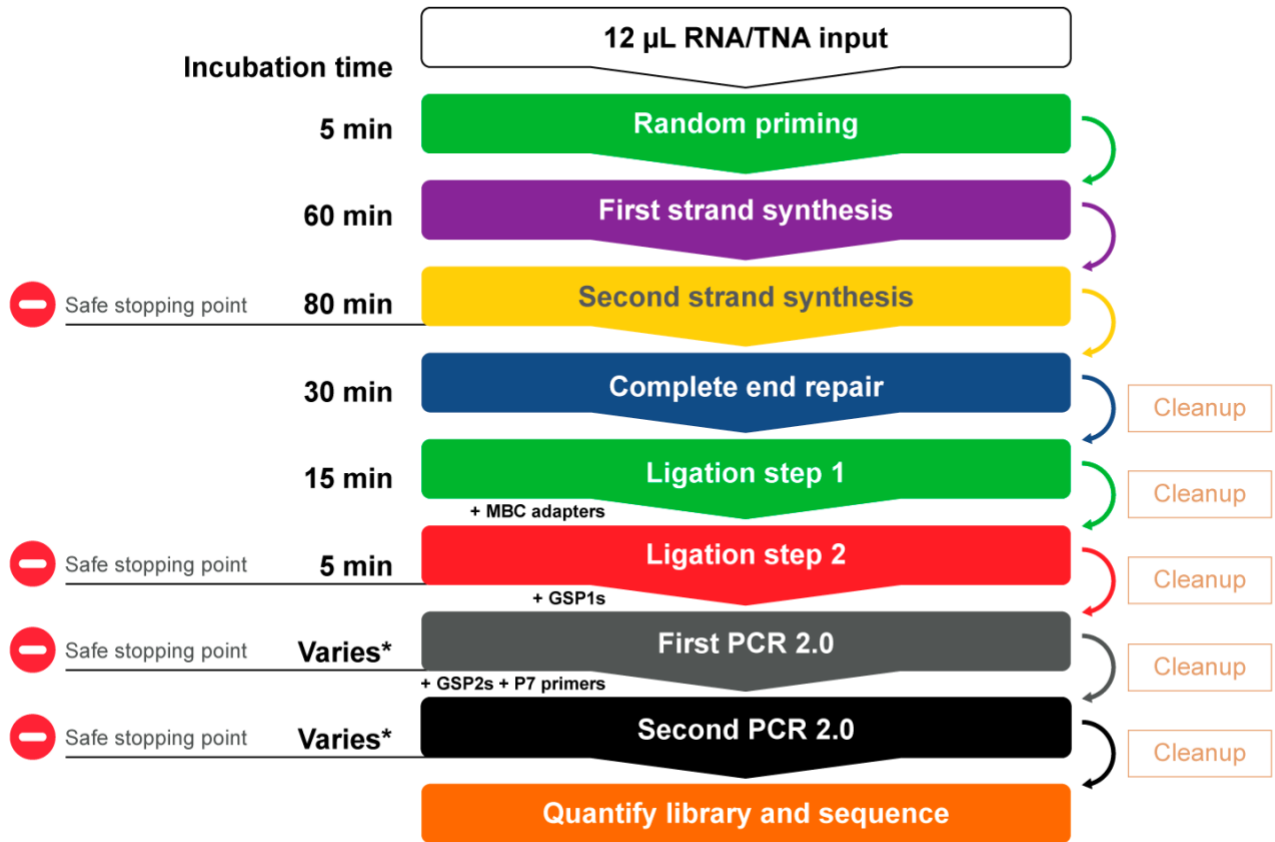 12 µL RNA/TNA input
Incubation time
5 min
Random priming
60 min
First strand synthesis
Safe stopping point
80 min
Second strand synthesis
30 min
Complete end repair
Cleanup
15 min
Ligation step 1
Cleanup
+ MBC adapters
Safe stopping point
5 min
Ligation step 2
Cleanup
+ GSP1s
Safe stopping point
Varies*
First PCR 2.0
Cleanup
+ GSP2s + P7 primers
Safe stopping point
Varies*
Second PCR 2.0
Cleanup
Quantify library and sequence